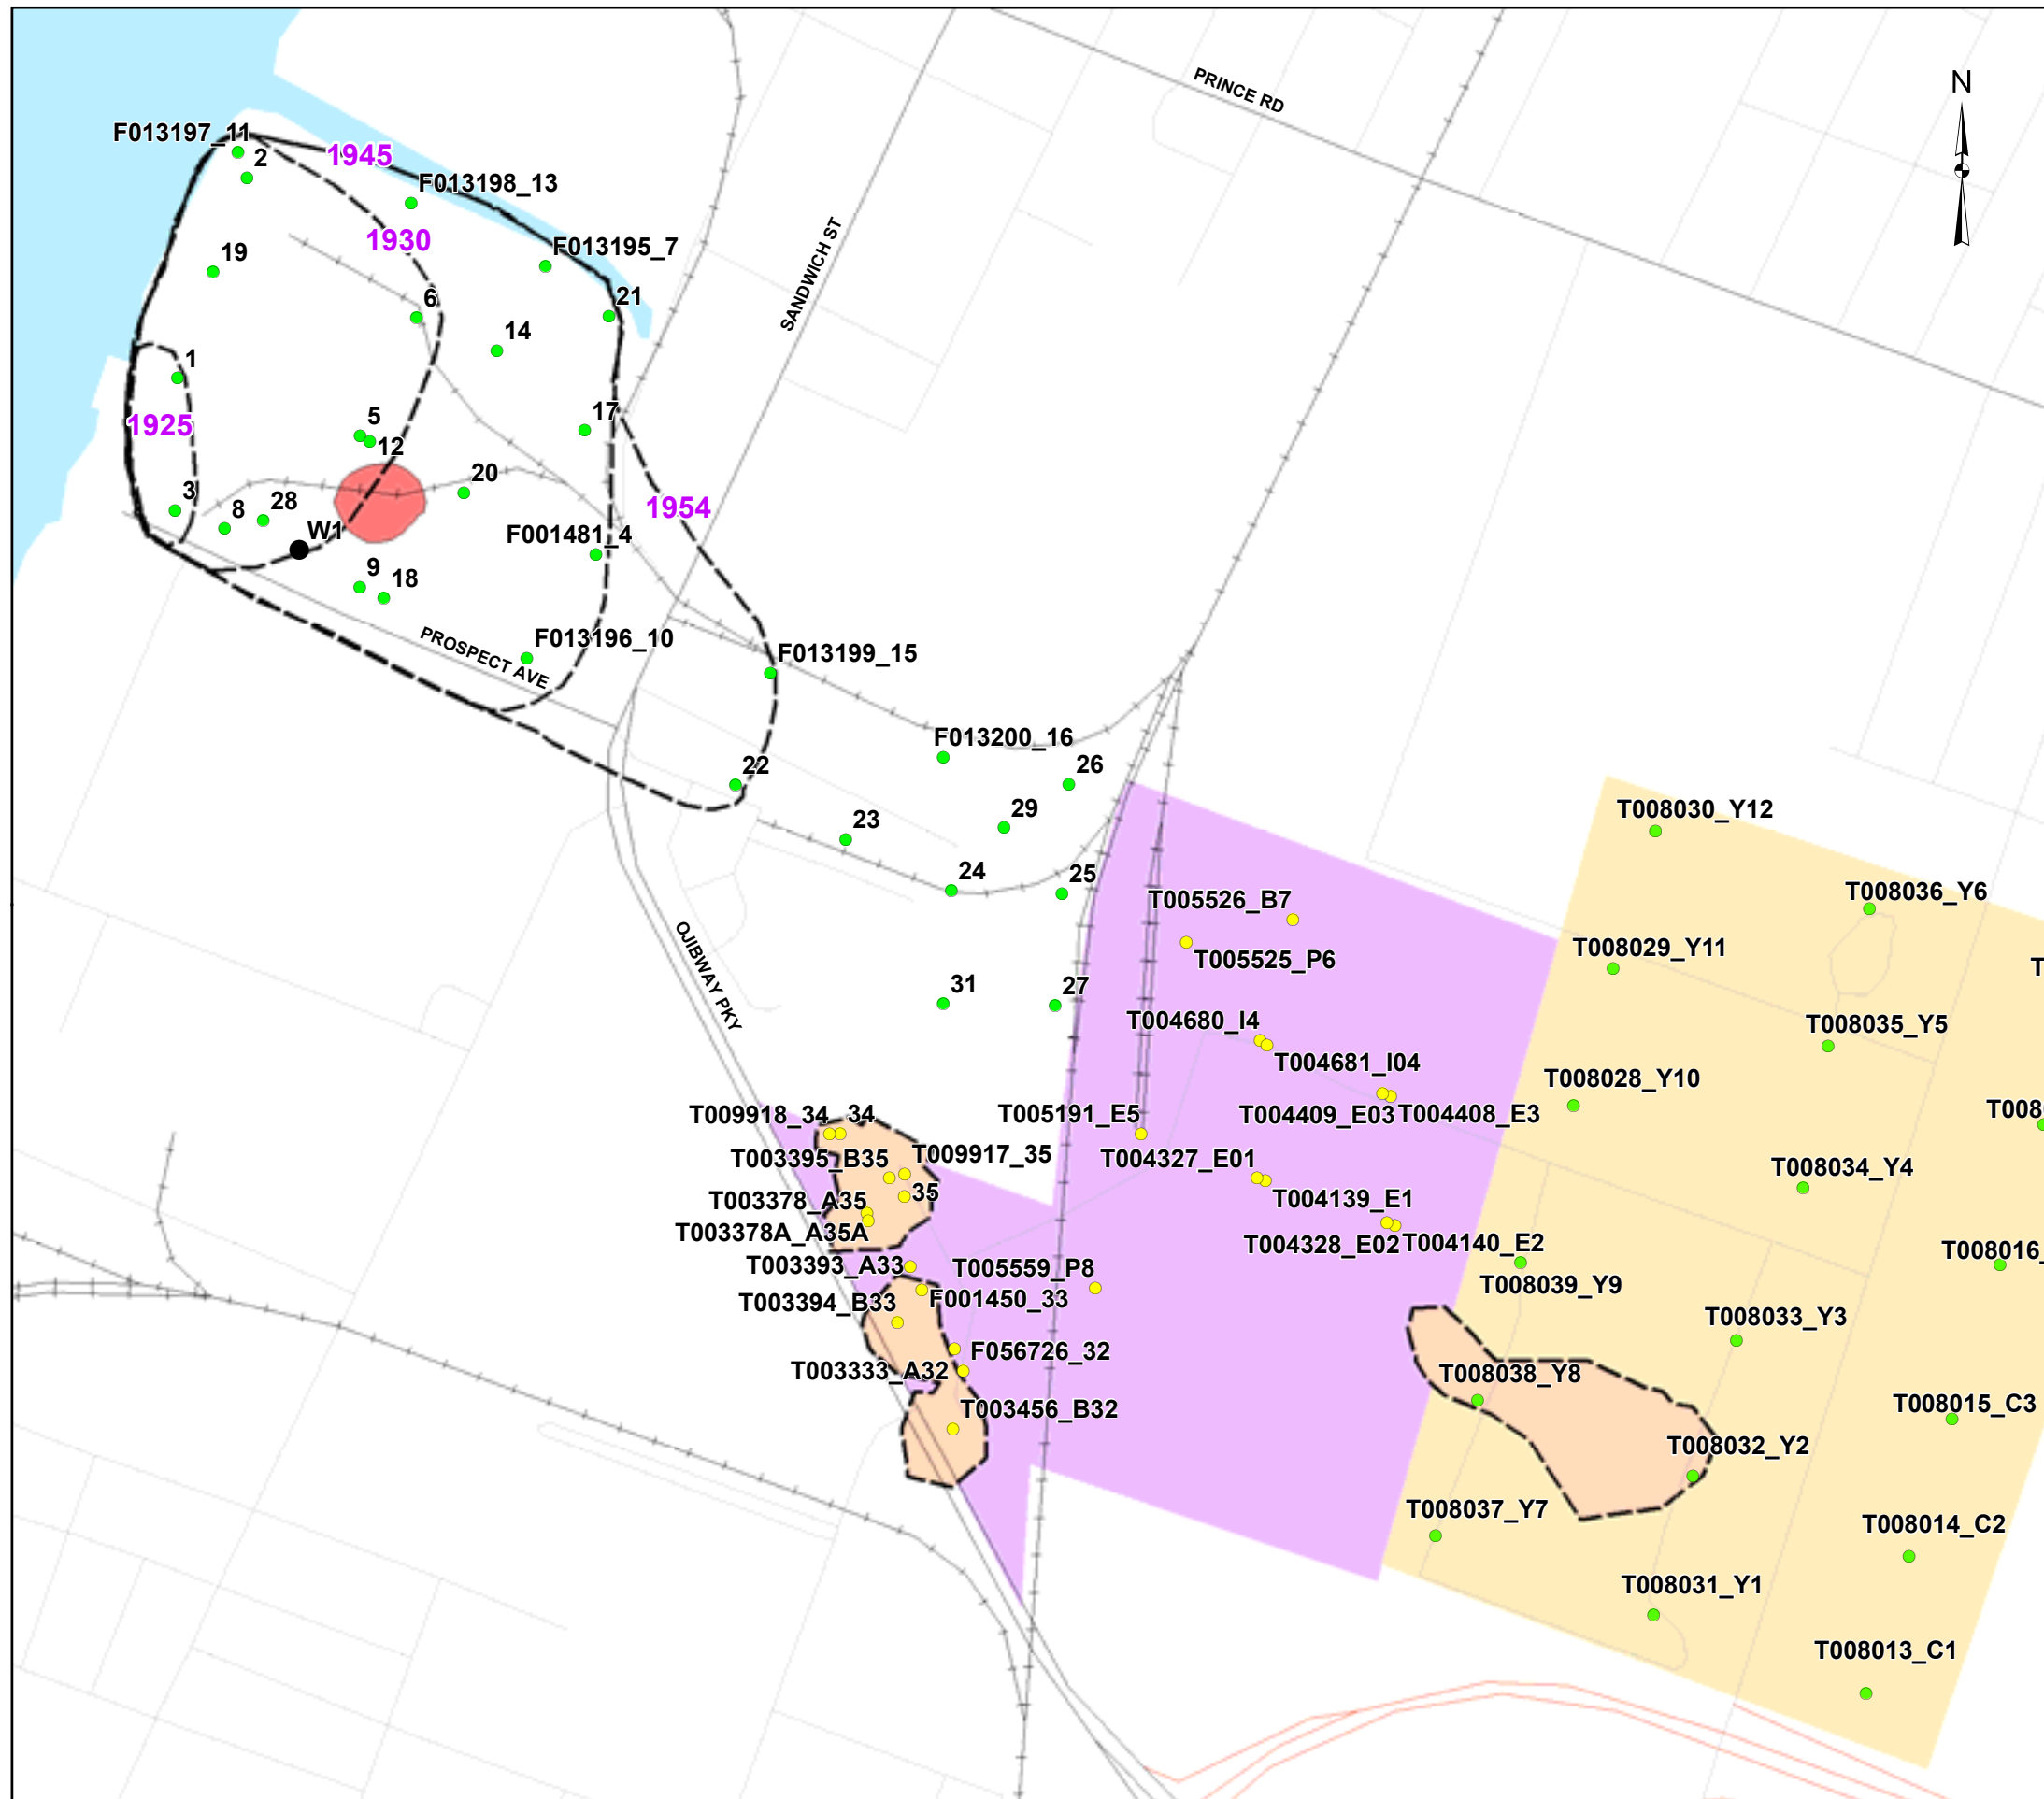 PRINCE RD
N
F013197_11
1945
2
F013198_13
SANDWICH ST
1930
F013195_7
19
21
6
14
1
17
5
1925
12
20
3
28
8
1954
W1
F001481_4
9
18
F013196_10
PROSPECT AVE
F013199_15
F013200_16
22
26
29
T008030_Y12
23
24
25
T008036_Y6
T005526_B7
T008029_Y11
T005525_P6
T
OJIBWAY PKY
31
27
T004680_I4
T008035_Y5
T004681_I04
T008028_Y10
T009918_34
34
T005191_E5
T004409_E03
T004408_E3
T008
T003395_B35
T009917_35
T004327_E01
T008034_Y4
35
T003378_A35
T004139_E1
T003378A_A35A
T004328_E02
T004140_E2
T008016_
T003393_A33
T005559_P8
T008039_Y9
T003394_B33
F001450_33
T008033_Y3
F056726_32
T003333_A32
T008038_Y8
T003456_B32
T008015_C3
T008032_Y2
T008037_Y7
T008014_C2
T008031_Y1
T008013_C1